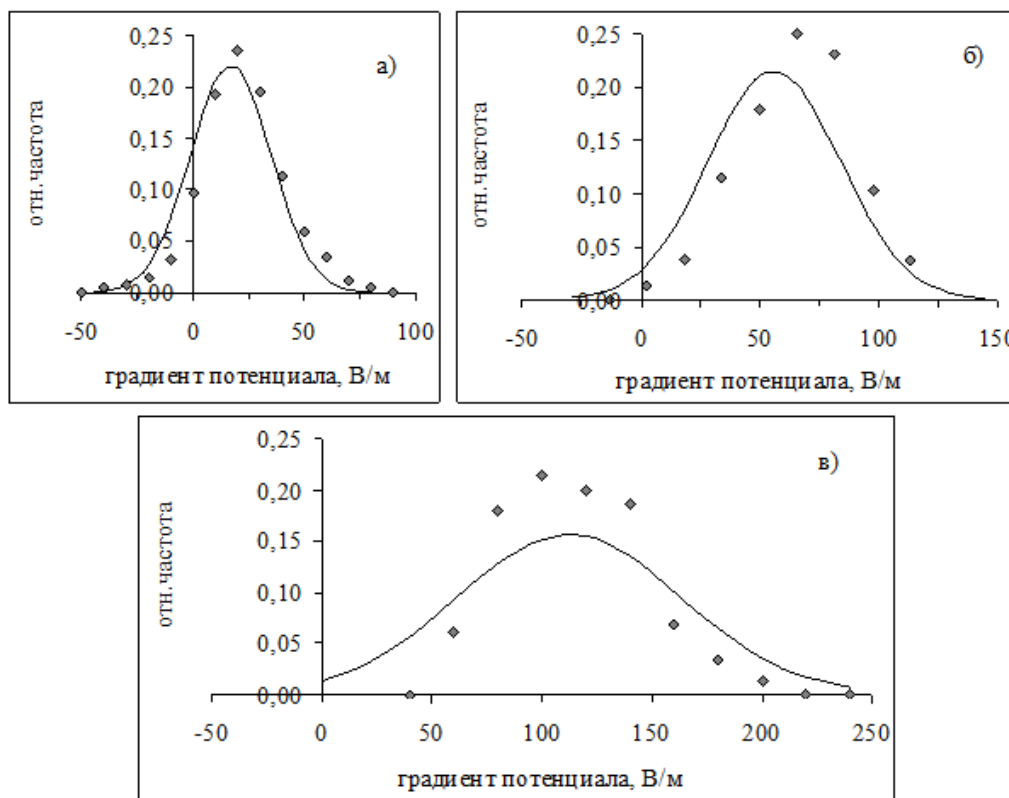 а)
отн.частота
0,25
0,20
0,15
0,10
0,05
0,00
-50 0 50 100
градиент потенциала, В/м
б)
отн.частота
0,25
0,20
0,15
0,10
0,05
0,00
-50 0 50 100 150
градиент потенциала, В/м
в)
отн.частота
0,25
0,20
0,15
0,10
0,05
0,00
-50 0 50 100 150 200 250
градиент потенциала, В/м